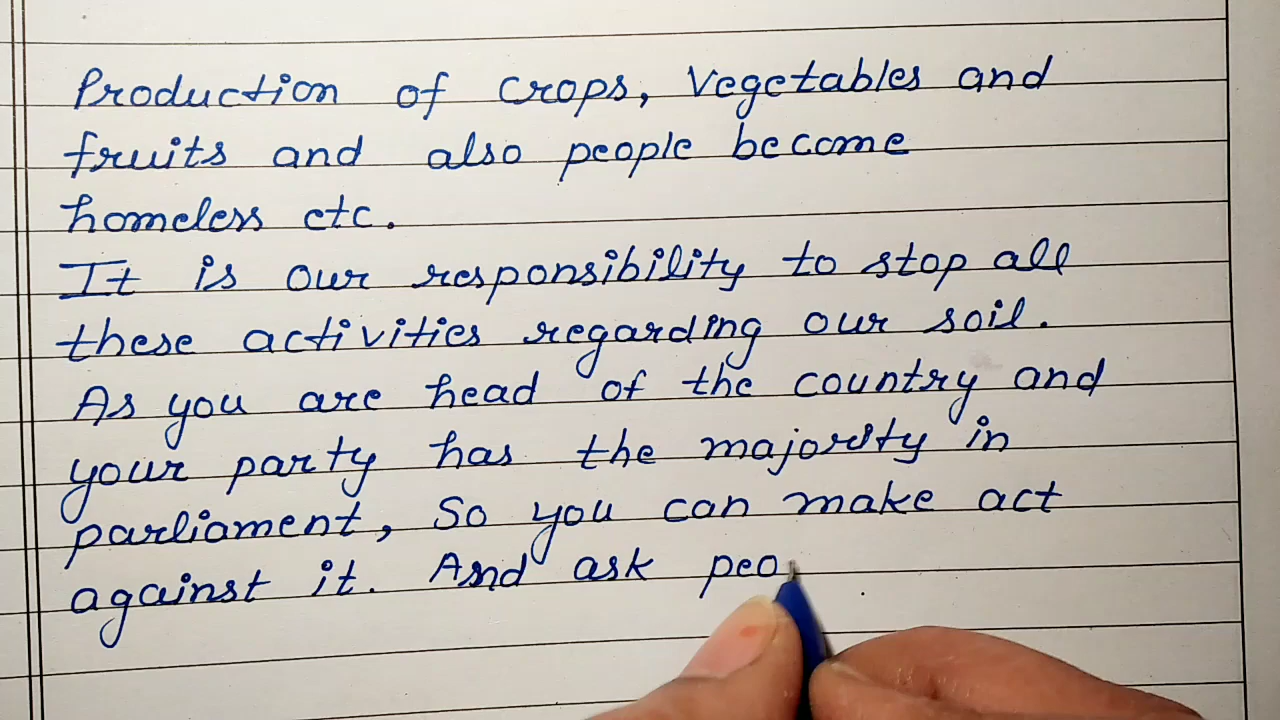 Production of crops, Vegetables and
fruits and also people become
homeless etc.
It is our responsibility to stop all
these activities regarding our soil.
As you are head of the country and
your party has the majority in
parliament, So you can make act
against it. And ask peo